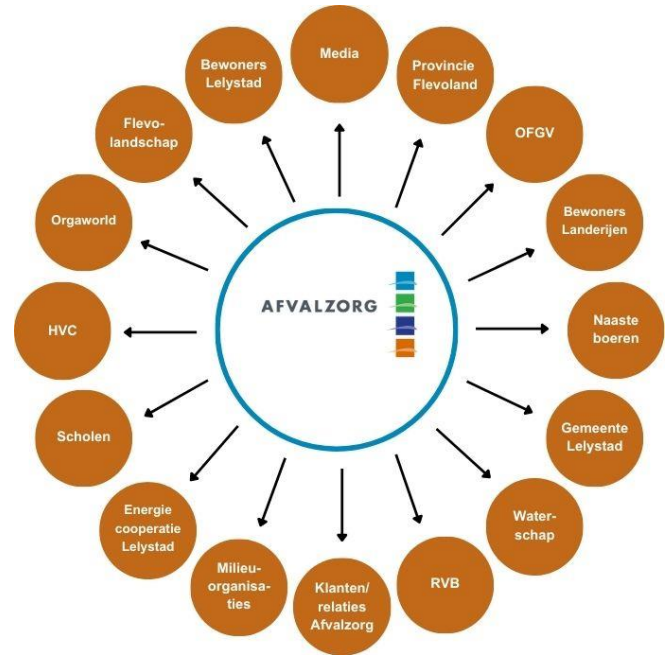 Media
Provincie
Flevoland
OFGV
Bewoners
Landerijen
Naaste
boeren
Gemeente
Lelystad
Water-
schap
RVB
Klanten/
relaties
Afvalzorg
Milieu-
organisa-
ties
Energie
cooperatie
Lelystad
Scholen
HVC
Orgaworld
Flevo-
landschap
Bewoners
Lelystad
AFVALZORG